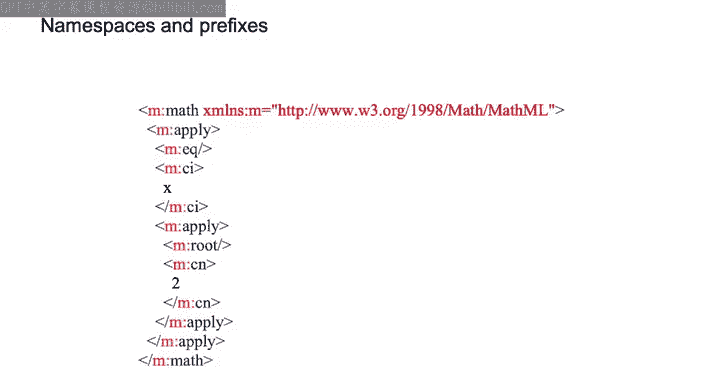 Namespaces and prefixes
<m:math xmlns:m="http://www.w3.org/1998/Math/MathML">
<m:apply>
<m:eq/>
<m:ci>
x
</m:ci>
<m:apply>
<m:root/>
<m:cn>
2
</m:cn>
</m:apply>
</m:apply>
</m:math>